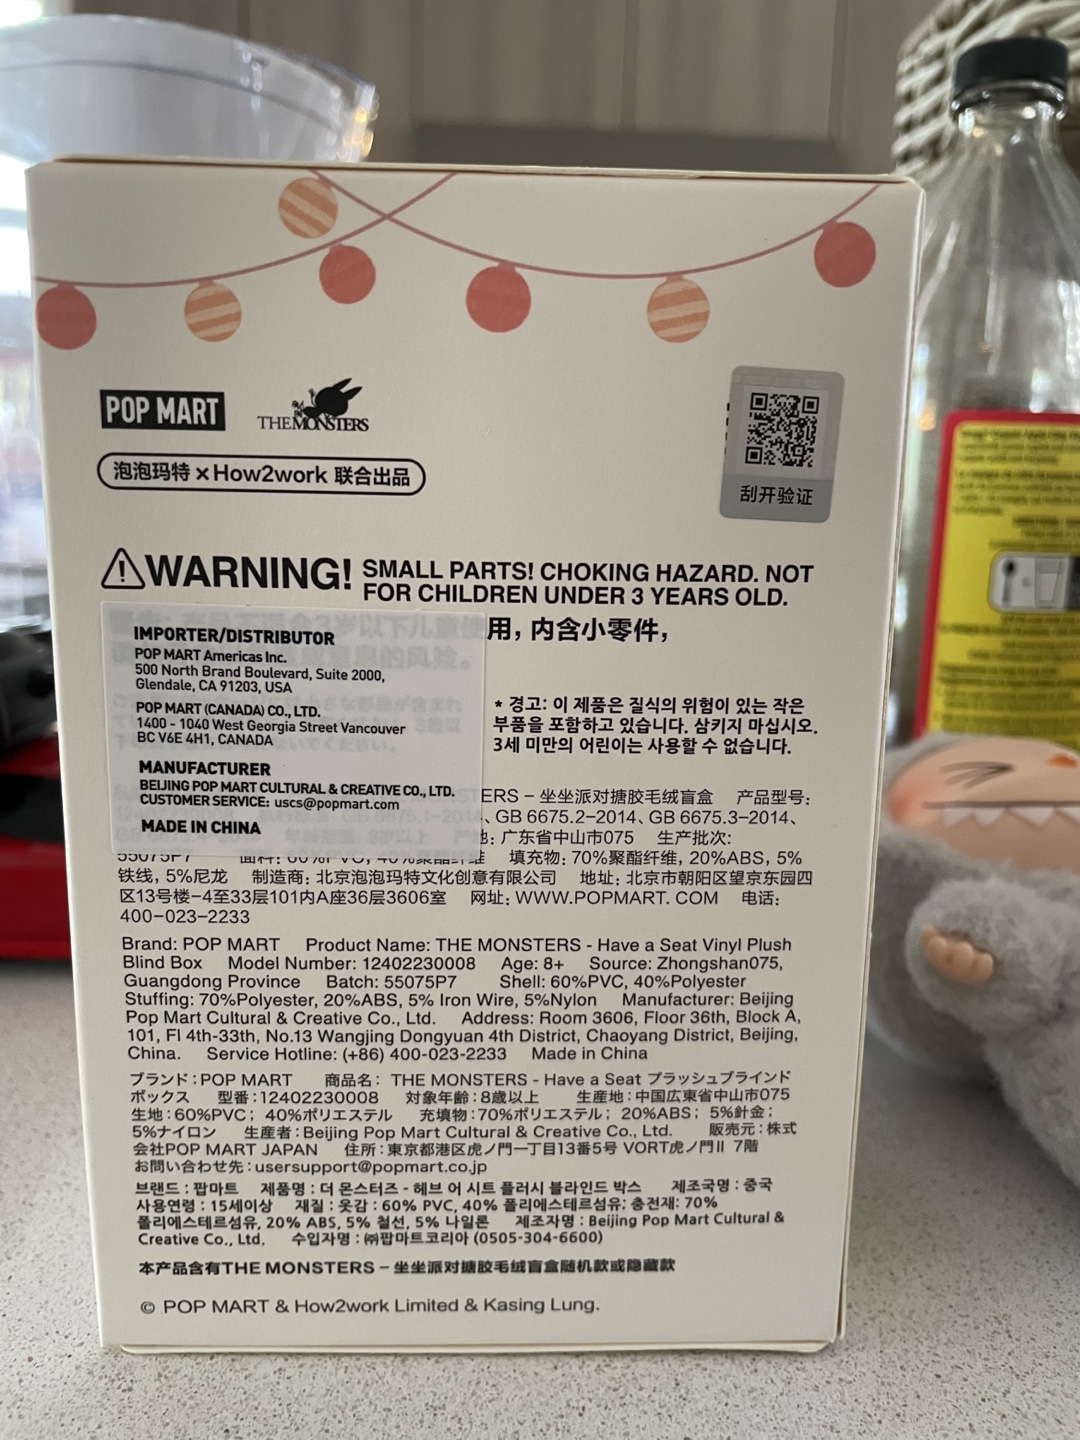 POP MART
THE MONSTERS
泡泡玛特 × How2work 联合出品
刮开验证
WARNING! SMALL PARTS! CHOKING HAZARD. NOT
FOR CHILDREN UNDER 3 YEARS OLD.
用，内含小零件，
IMPORTER/DISTRIBUTOR
POP MART Americas Inc.
500 North Brand Boulevard, Suite 2000,
Glendale, CA 91203, USA
POP MART (CANADA) CO., LTD.
1400 - 1040 West Georgia Street Vancouver
BC V6E 4H1, CANADA
MANUFACTURER
BEIJING POP MART CULTURAL & CREATIVE CO., LTD.
CUSTOMER SERVICE: uscs@popmart.com
MADE IN CHINA
* 경고: 이 제품은 질식의 위험이 있는 작은
부품을 포함하고 있습니다. 삼키지 마십시오.
3세 미만의 어린이는 사용할 수 없습니다.
ERS – 坐坐派对搪胶毛绒盲盒 产品型号:
、GB 6675.2–2014、GB 6675.3–2014、
: 广东省中山市075 生产批次:
55075P7 面料: 60%PVC, 40%聚酯纤维 填充物: 70%聚酯纤维, 20%ABS, 5%
铁线, 5%尼龙 制造商: 北京泡泡玛特文化创意有限公司 地址: 北京市朝阳区望京东园四
区13号楼–4至33层101内A座36层3606室 网址: WWW.POPMART. COM 电话:
400–023–2233
Brand: POP MART Product Name: THE MONSTERS - Have a Seat Vinyl Plush
Blind Box Model Number: 12402230008 Age: 8+ Source: Zhongshan075,
Guangdong Province Batch: 55075P7 Shell: 60%PVC, 40%Polyester
Stuffing: 70%Polyester, 20%ABS, 5% Iron Wire, 5%Nylon Manufacturer: Beijing
Pop Mart Cultural & Creative Co., Ltd. Address: Room 3606, Floor 36th, Block A,
101, Fl 4th-33th, No.13 Wangjing Dongyuan 4th District, Chaoyang District, Beijing,
China. Service Hotline: (+86) 400-023-2233 Made in China
ブランド：POP MART 商品名： THE MONSTERS - Have a Seat プラッシュブラインド
ボックス 型番：12402230008 対象年齢：8歳以上 生産地：中国広東省中山市075
生地：60%PVC； 40%ポリエステル 充填物：70%ポリエステル； 20%ABS； 5%針金；
5%ナイロン 生産者：Beijing Pop Mart Cultural & Creative Co., Ltd. 販売元：株式
会社POP MART JAPAN 住所：東京都港区虎ノ門一丁目13番5号 VORT虎ノ門II 7階
お問い合わせ先：usersupport@popmart.co.jp
브랜드 : 팝마트 제품명 : 더 몬스터즈 - 헤브 어 시트 플러시 블라인드 박스 제조국명 : 중국
사용연령 : 15세이상 재질 : 옷감 : 60% PVC, 40% 폴리에스테르섬유; 충전재: 70%
폴리에스테르섬유, 20% ABS, 5% 철선, 5% 나일론 제조자명 : Beijing Pop Mart Cultural &
Creative Co., Ltd. 수입자명 : ㈜팝마트코리아 (0505-304-6600)
本产品含有THE MONSTERS – 坐坐派对搪胶毛绒盲盒随机款或隐藏款
© POP MART & How2work Limited & Kasing Lung.